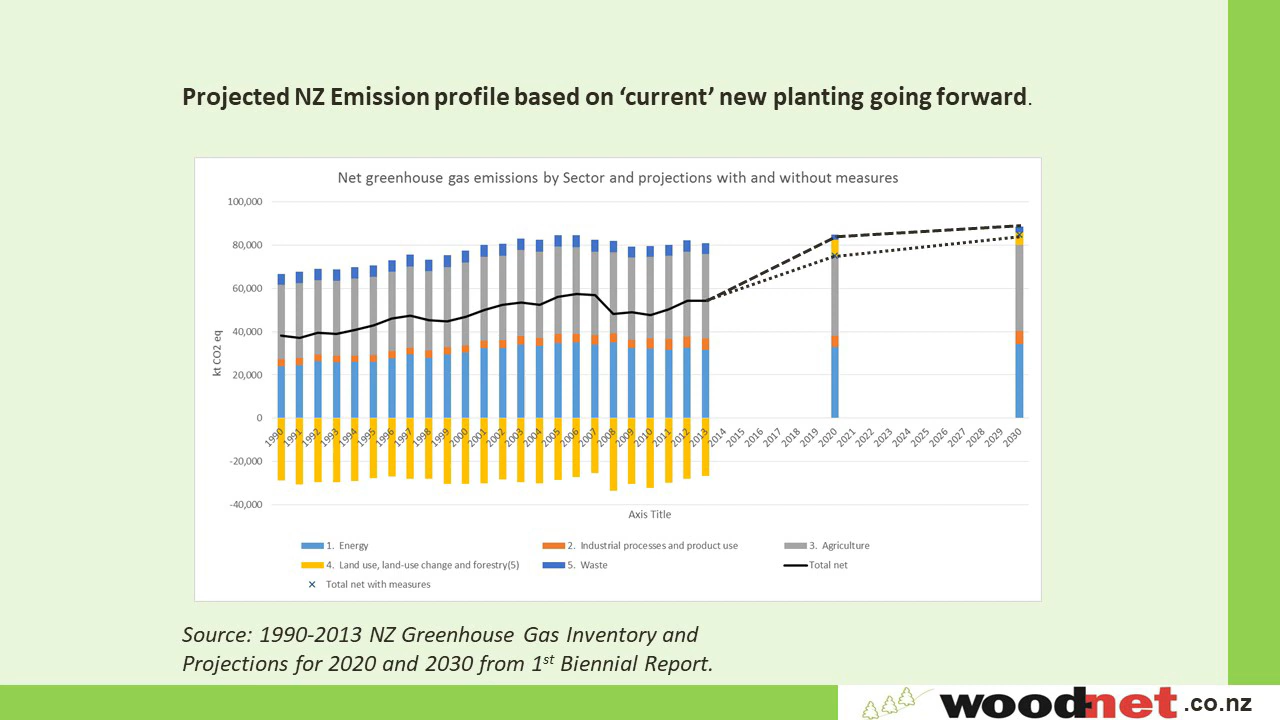 Projected NZ Emission profile based on ‘current’ new planting going forward.
Net greenhouse gas emissions by Sector and projections with and without measures
100,000
80,000
60,000
40,000
20,000
0
-20,000
-40,000
kt CO2 eq
1990 1991 1992 1993 1994 1995 1996 1997 1998 1999 2000 2001 2002 2003 2004 2005 2006 2007 2008 2009 2010 2011 2012 2013 2014 2015 2016 2017 2018 2019 2020 2021 2022 2023 2024 2025 2026 2027 2028 2029 2030
Axis Title
1. Energy 2. Industrial processes and product use 3. Agriculture
4. Land use, land-use change and forestry(5) 5. Waste Total net
Total net with measures
Source: 1990-2013 NZ Greenhouse Gas Inventory and
Projections for 2020 and 2030 from 1st Biennial Report.
woodnet.co.nz